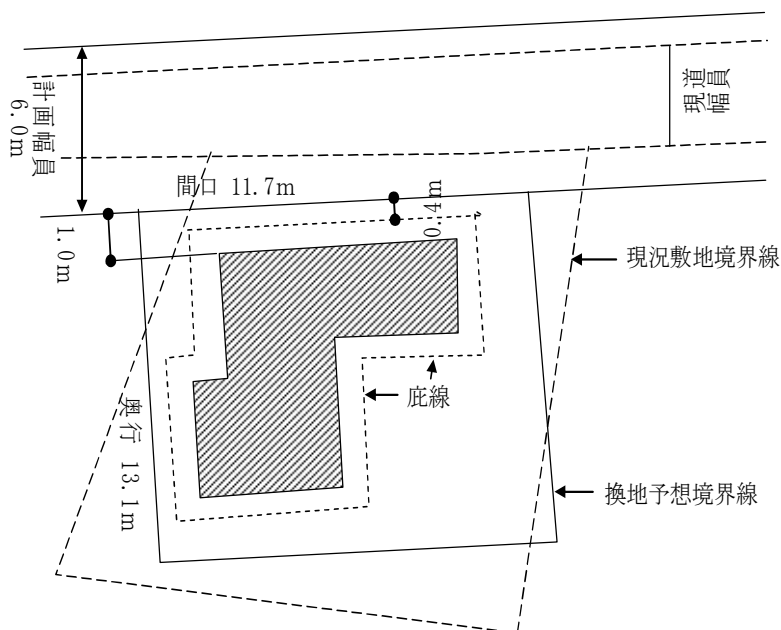 計画幅員
6.0m
現道
幅員
間口 11.7m
0.4m
1.0m
現況敷地境界線
庇線
奥行 13.1m
換地予想境界線